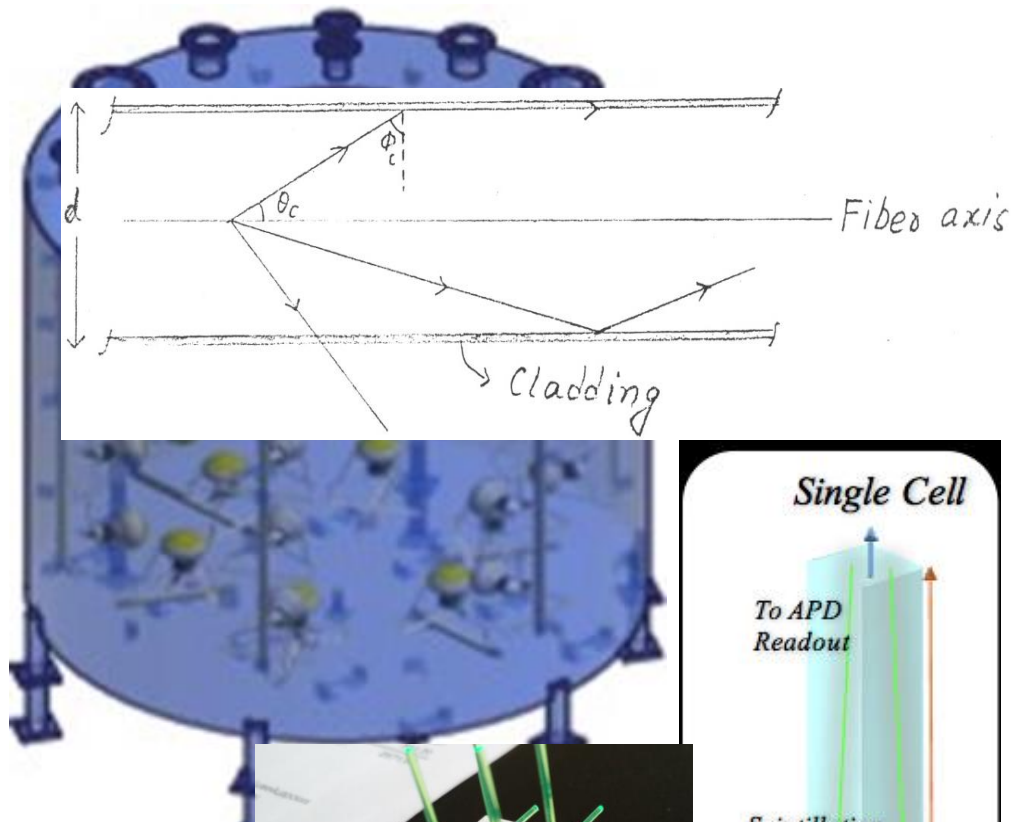 d
ϕc
θc
Fiber axis
Cladding
Single Cell
To APD
Readout